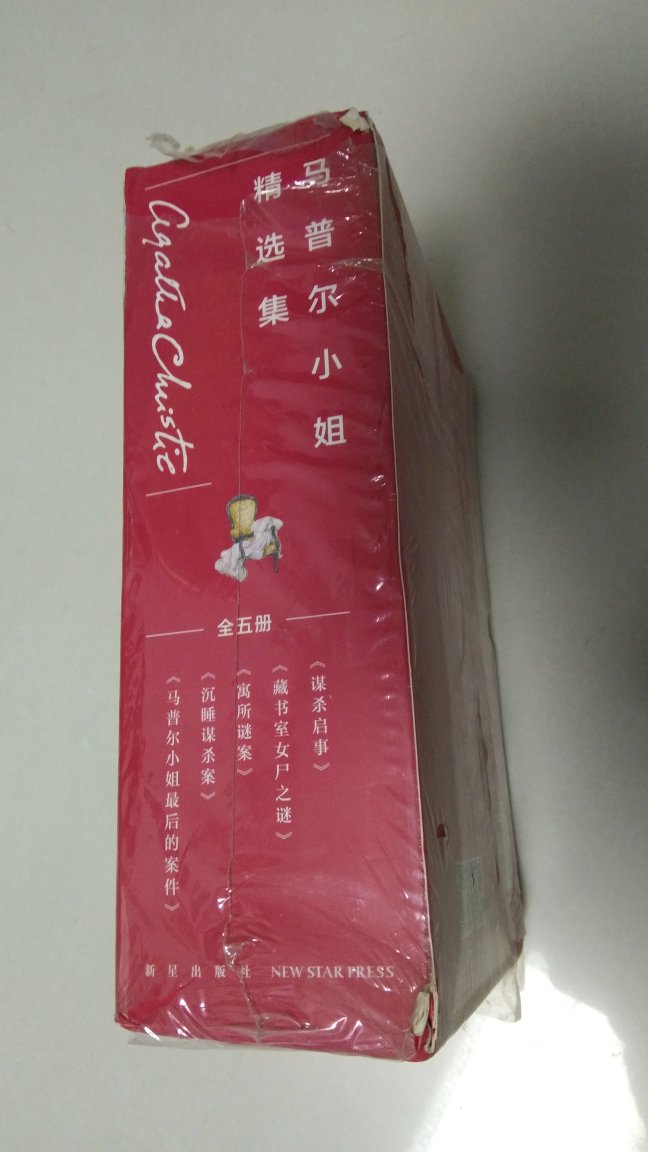 马普尔小姐
精选集
Agatha Christie
全五册
《谋杀启事》
《藏书室女尸之谜》
《寓所谜案》
《沉睡谋杀案》
《马普尔小姐最后的案件》
新星出版社 NEW STAR PRESS